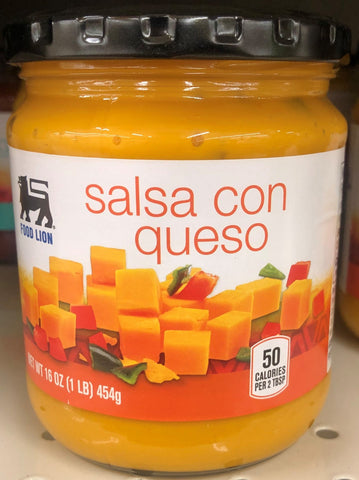 salsa con
queso
FOOD LION
50
CALORIES
PER 2 TBSP
NET WT 16 OZ (1 LB) 454g